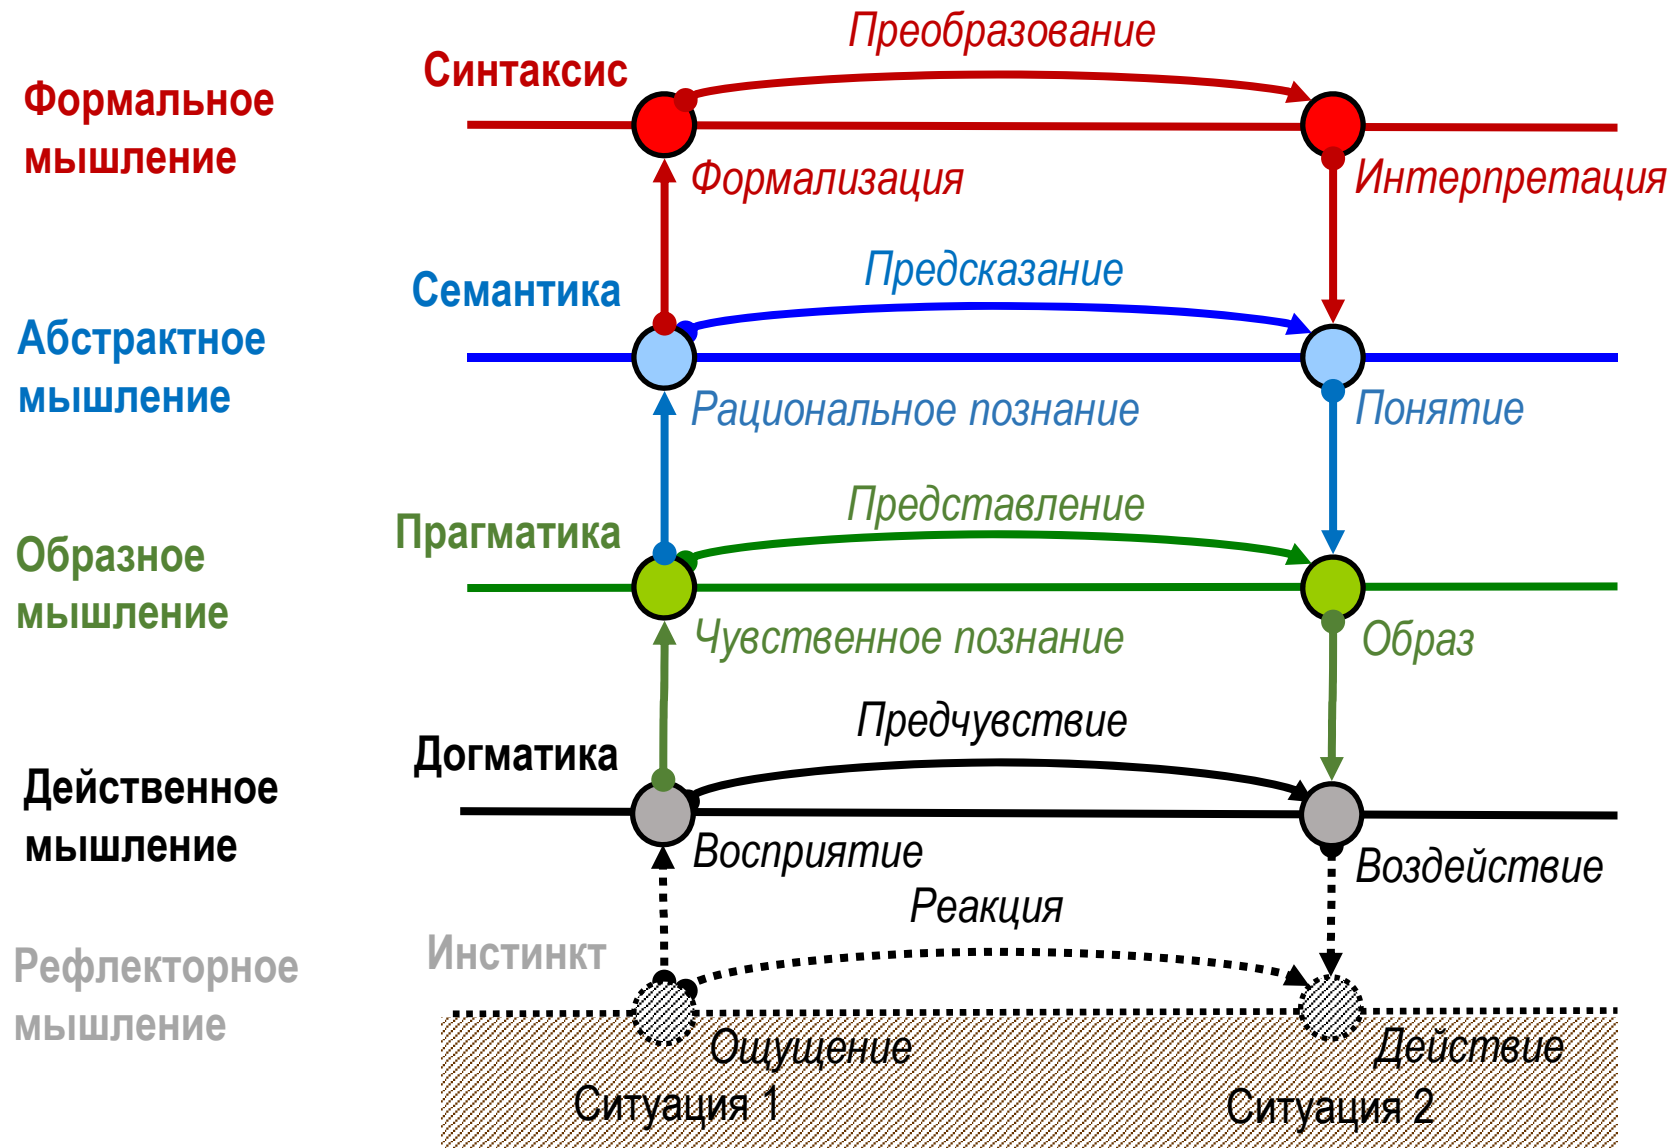 Преобразование
Синтаксис
Формальное
мышление
Формализация
Интерпретация
Предсказание
Семантика
Абстрактное
мышление
Рациональное познание
Понятие
Представление
Прагматика
Образное
мышление
Чувственное познание
Образ
Предчувствие
Догматика
Действенное
мышление
Восприятие
Воздействие
Реакция
Инстинкт
Рефлекторное
мышление
Ощущение
Действие
Ситуация 1
Ситуация 2